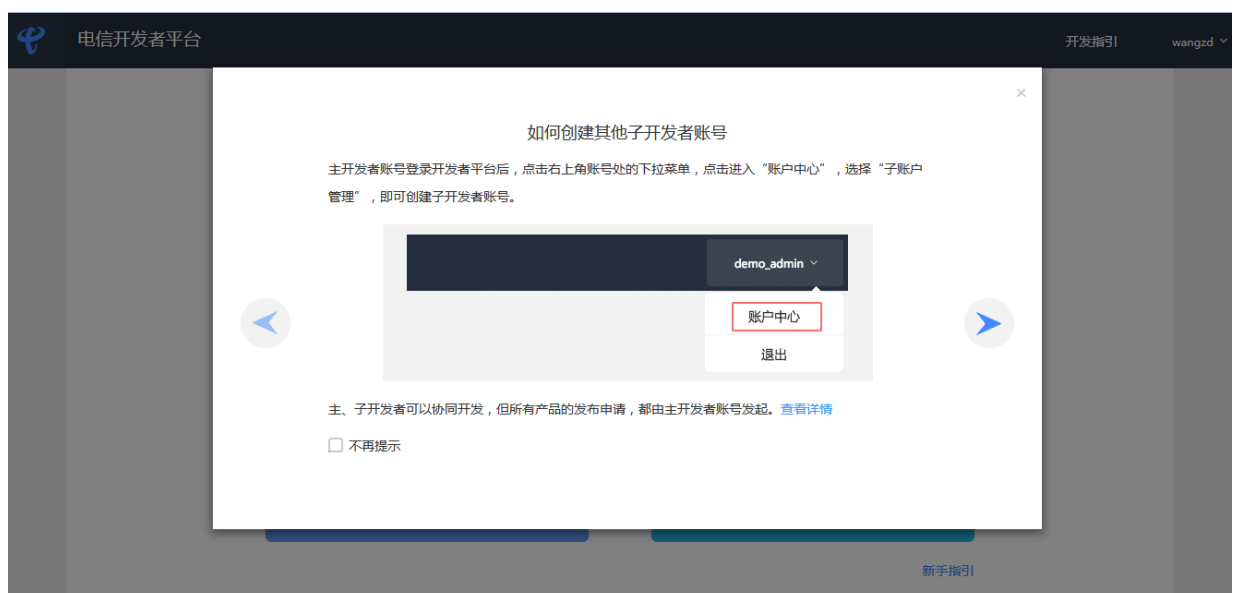 电信开发者平台
开发指引
wangzd
如何创建其他子开发者账号
主开发者账号登录开发者平台后，点击右上角账号处的下拉菜单，点击进入“账户中心”，选择“子账户
管理”，即可创建子开发者账号。
demo_admin
账户中心
退出
主、子开发者可以协同开发，但所有产品的发布申请，都由主开发者账号发起。查看详情
不再提示
新手指引